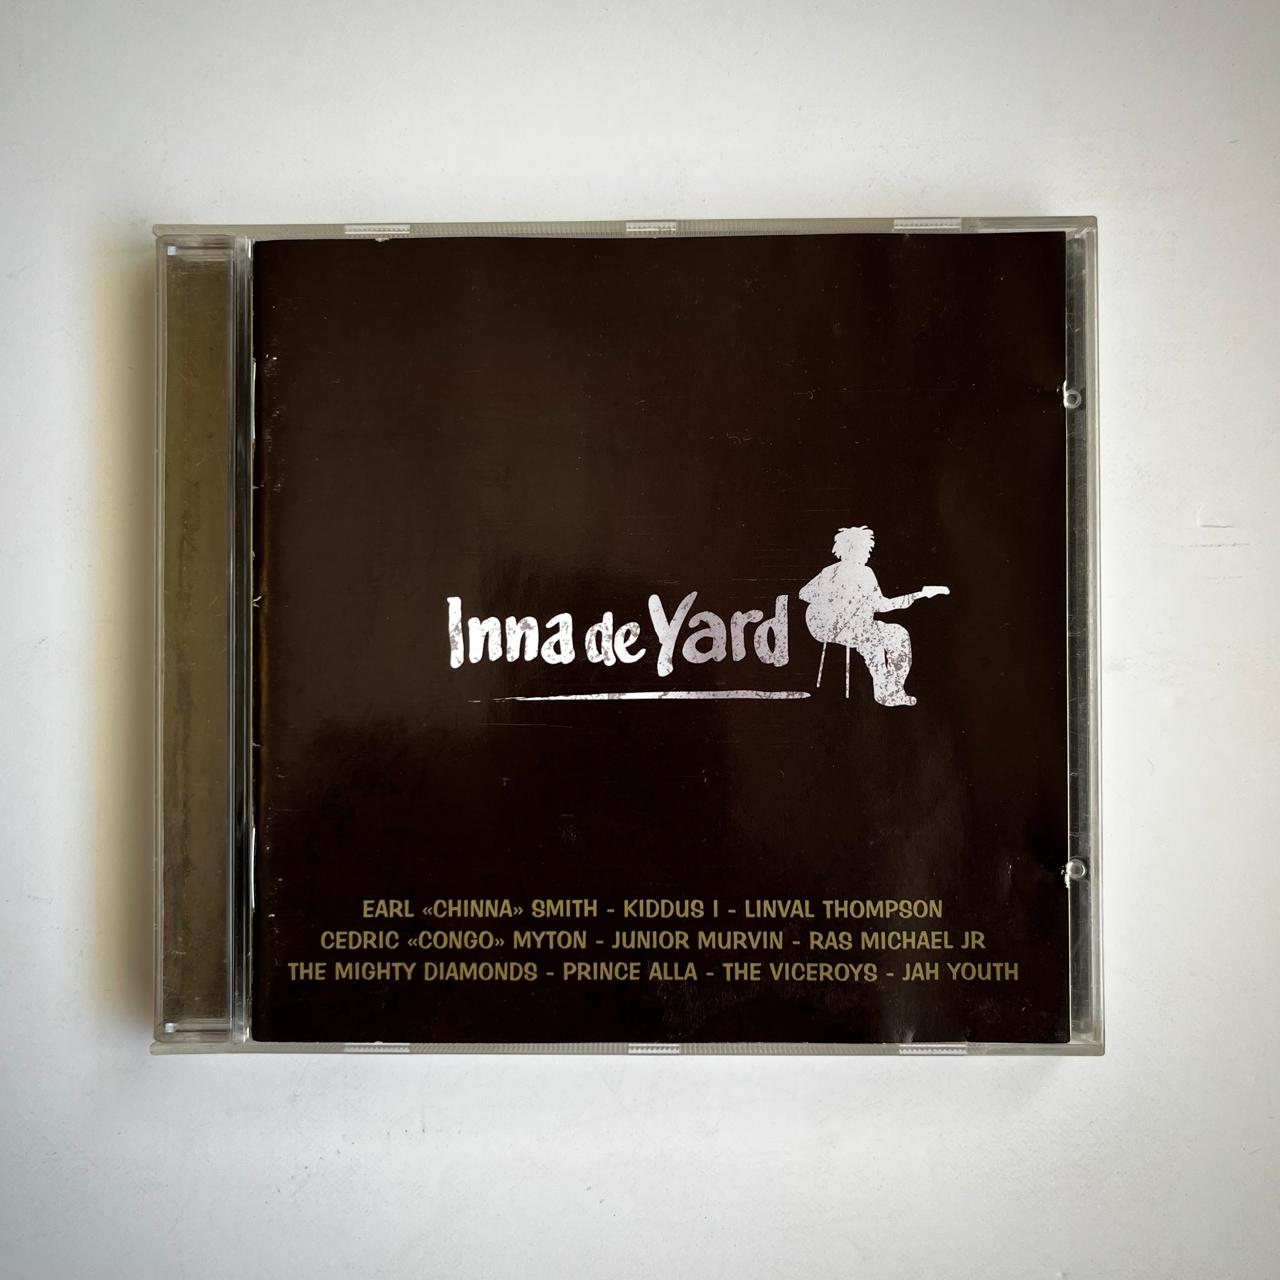 Inna de Yard
EARL «CHINNA» SMITH - KIDDUS I - LINVAL THOMPSON
CEDRIC «CONGO» MYTON - JUNIOR MURVIN - RAS MICHAEL JR
THE MIGHTY DIAMONDS - PRINCE ALLA - THE VICEROYS - JAH YOUTH